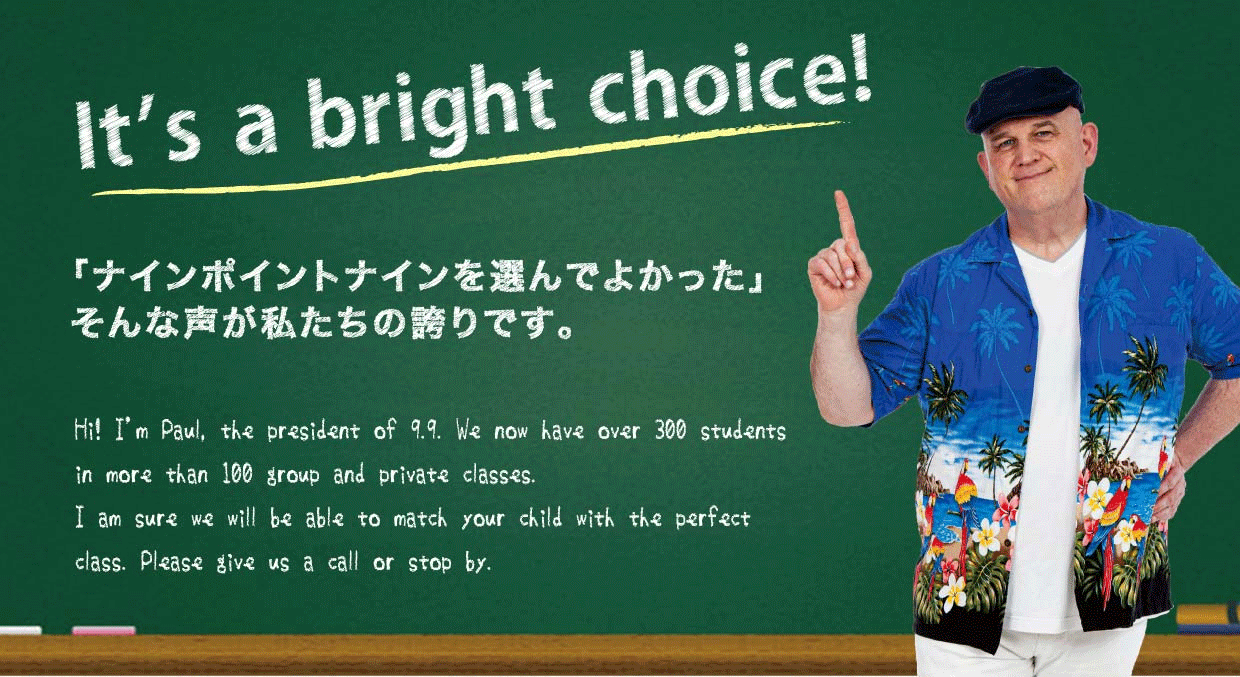 It's a bright choice!
「ナインポイントナインを選んでよかった」
そんな声が私たちの誇りです。
Hi! I'm Paul, the president of 9.9. We now have over 300 students
in more than 100 group and private classes.
I am sure we will be able to match your child with the perfect
class. Please give us a call or stop by.